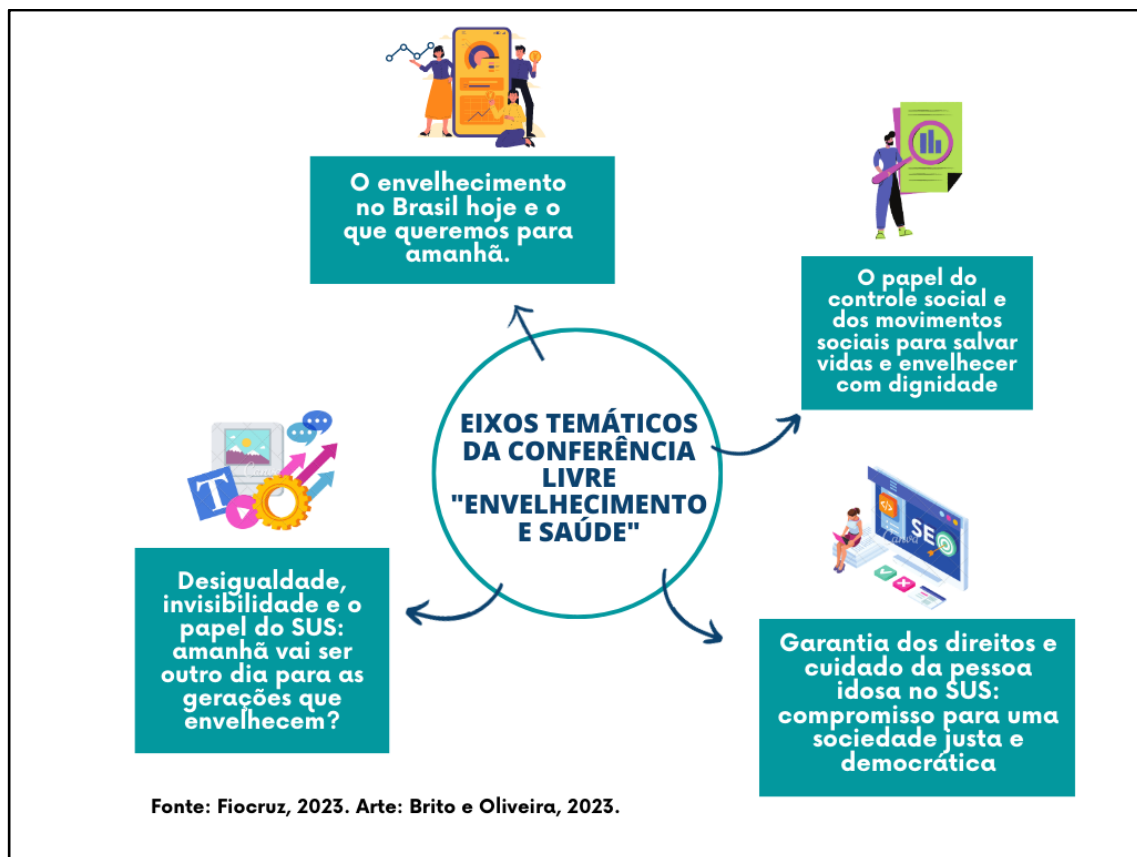 O envelhecimento
no Brasil hoje e o
que queremos para
amanhã.
O papel do
controle social e
dos movimentos
sociais para salvar
vidas e envelhecer
com dignidade
EIXOS TEMÁTICOS
DA CONFERÊNCIA
LIVRE
"ENVELHECIMENTO
E SAÚDE"
T
SEO
Canva
Desigualdade,
invisibilidade e o
papel do SUS:
amanhã vai ser
outro dia para as
gerações que
envelhecem?
Garantia dos direitos e
cuidado da pessoa
idosa no SUS:
compromisso para uma
sociedade justa e
democrática
Fonte: Fiocruz, 2023. Arte: Brito e Oliveira, 2023.